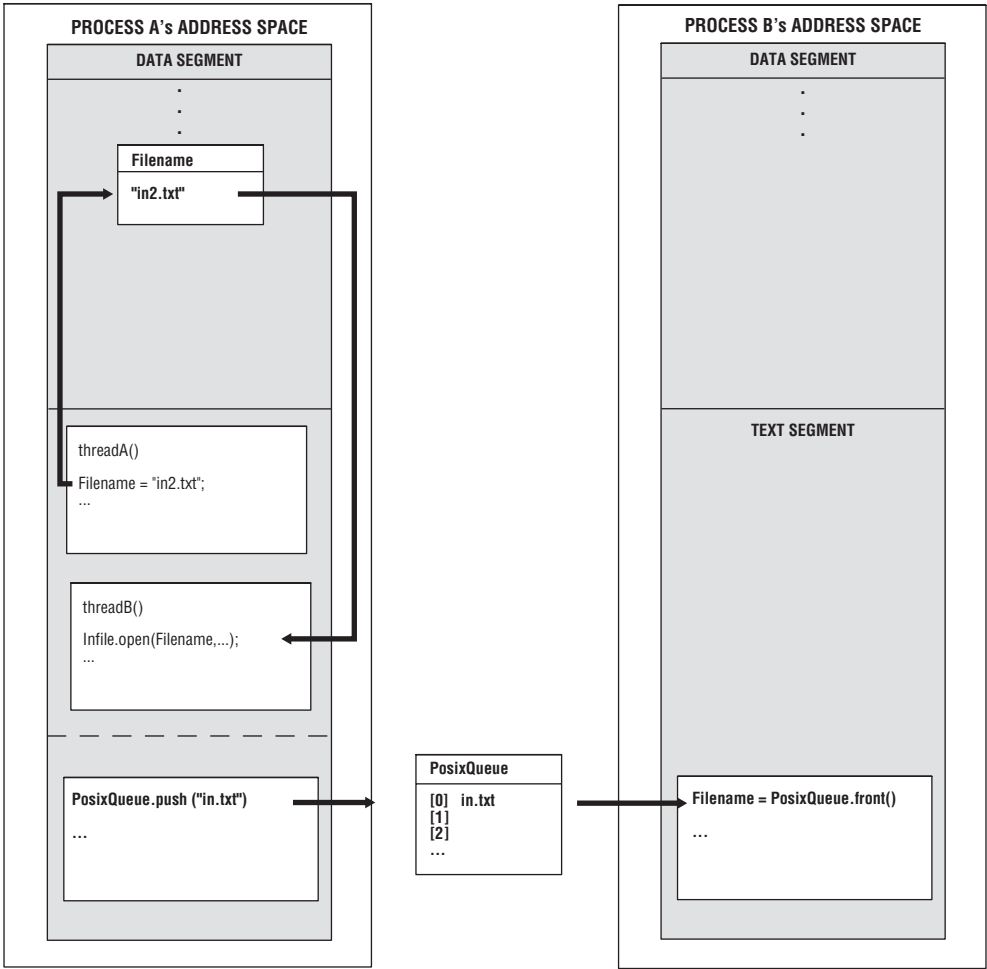 PROCESS A's ADDRESS SPACE
DATA SEGMENT
.
.
.
Filename
"in2.txt"
threadA()
Filename = "in2.txt";
...
threadB()
Infile.open(Filename,...);
...
PosixQueue.push ("in.txt")
...
PosixQueue
[0] in.txt
[1]
[2]
...
PROCESS B's ADDRESS SPACE
DATA SEGMENT
.
.
.
TEXT SEGMENT
Filename = PosixQueue.front()
...